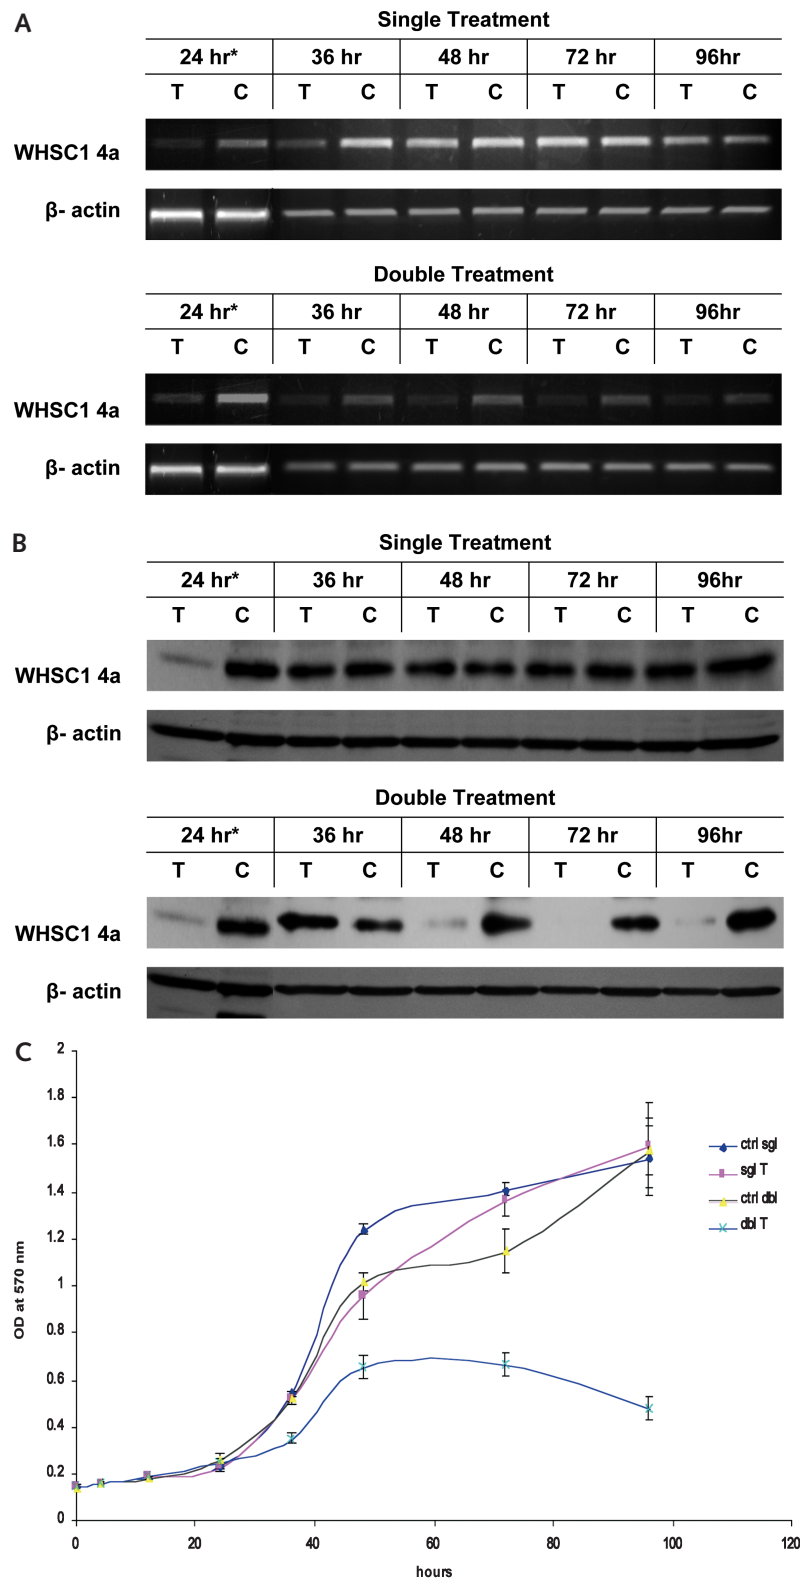 A
Single Treatment
24 hr* 36 hr 48 hr 72 hr 96hr
T C T C T C T C T C
WHSC1 4a
β- actin
Double Treatment
24 hr* 36 hr 48 hr 72 hr 96hr
T C T C T C T C T C
WHSC1 4a
β- actin
B
Single Treatment
24 hr* 36 hr 48 hr 72 hr 96hr
T C T C T C T C T C
WHSC1 4a
β- actin
Double Treatment
24 hr* 36 hr 48 hr 72 hr 96hr
T C T C T C T C T C
WHSC1 4a
β- actin
C
2
1.8
1.6
1.4
1.2
1
0.8
0.6
0.4
0.2
0
OD at 570 nm
ctrl sgl
sgl T
ctrl dbl
dbl T
0 20 40 60 80 100 120
hours